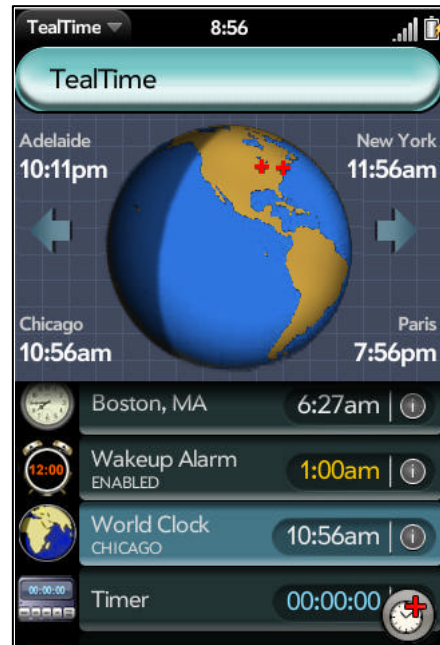 TealTime 8:56
TealTime
Adelaide New York
10:11pm 11:56am
Chicago Paris
10:56am 7:56pm
Boston, MA 6:27am
Wakeup Alarm 1:00am
ENABLED
12:00
World Clock 10:56am
CHICAGO
00:00:00
Timer 00:00:00